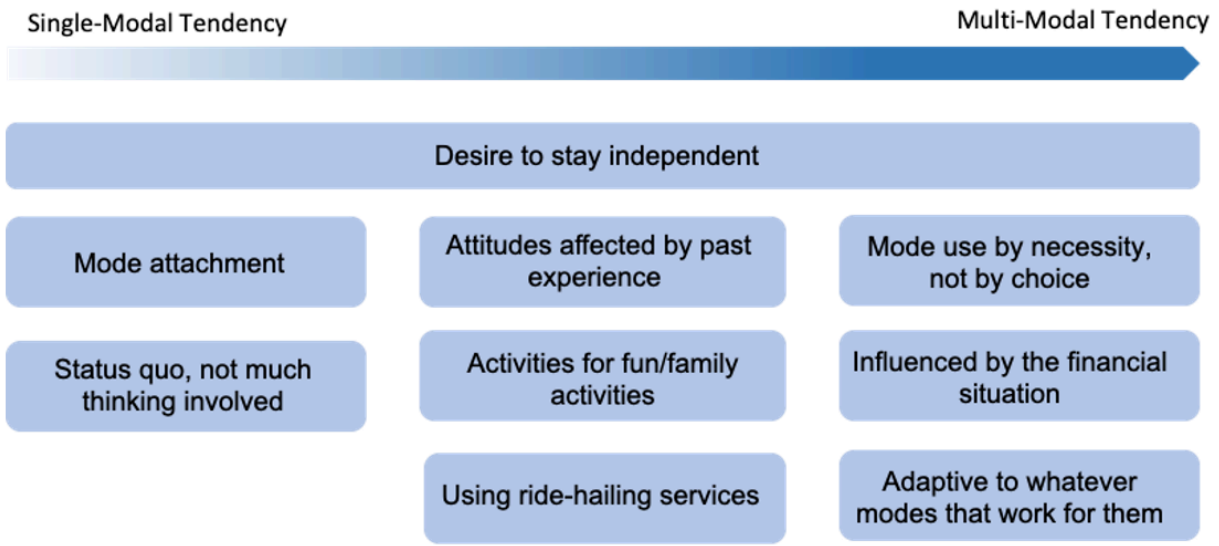 Single-Modal Tendency
Multi-Modal Tendency
Desire to stay independent
Mode attachment
Status quo, not much
thinking involved
Attitudes affected by past
experience
Activities for fun/family
activities
Using ride-hailing services
Mode use by necessity,
not by choice
Influenced by the financial
situation
Adaptive to whatever
modes that work for them